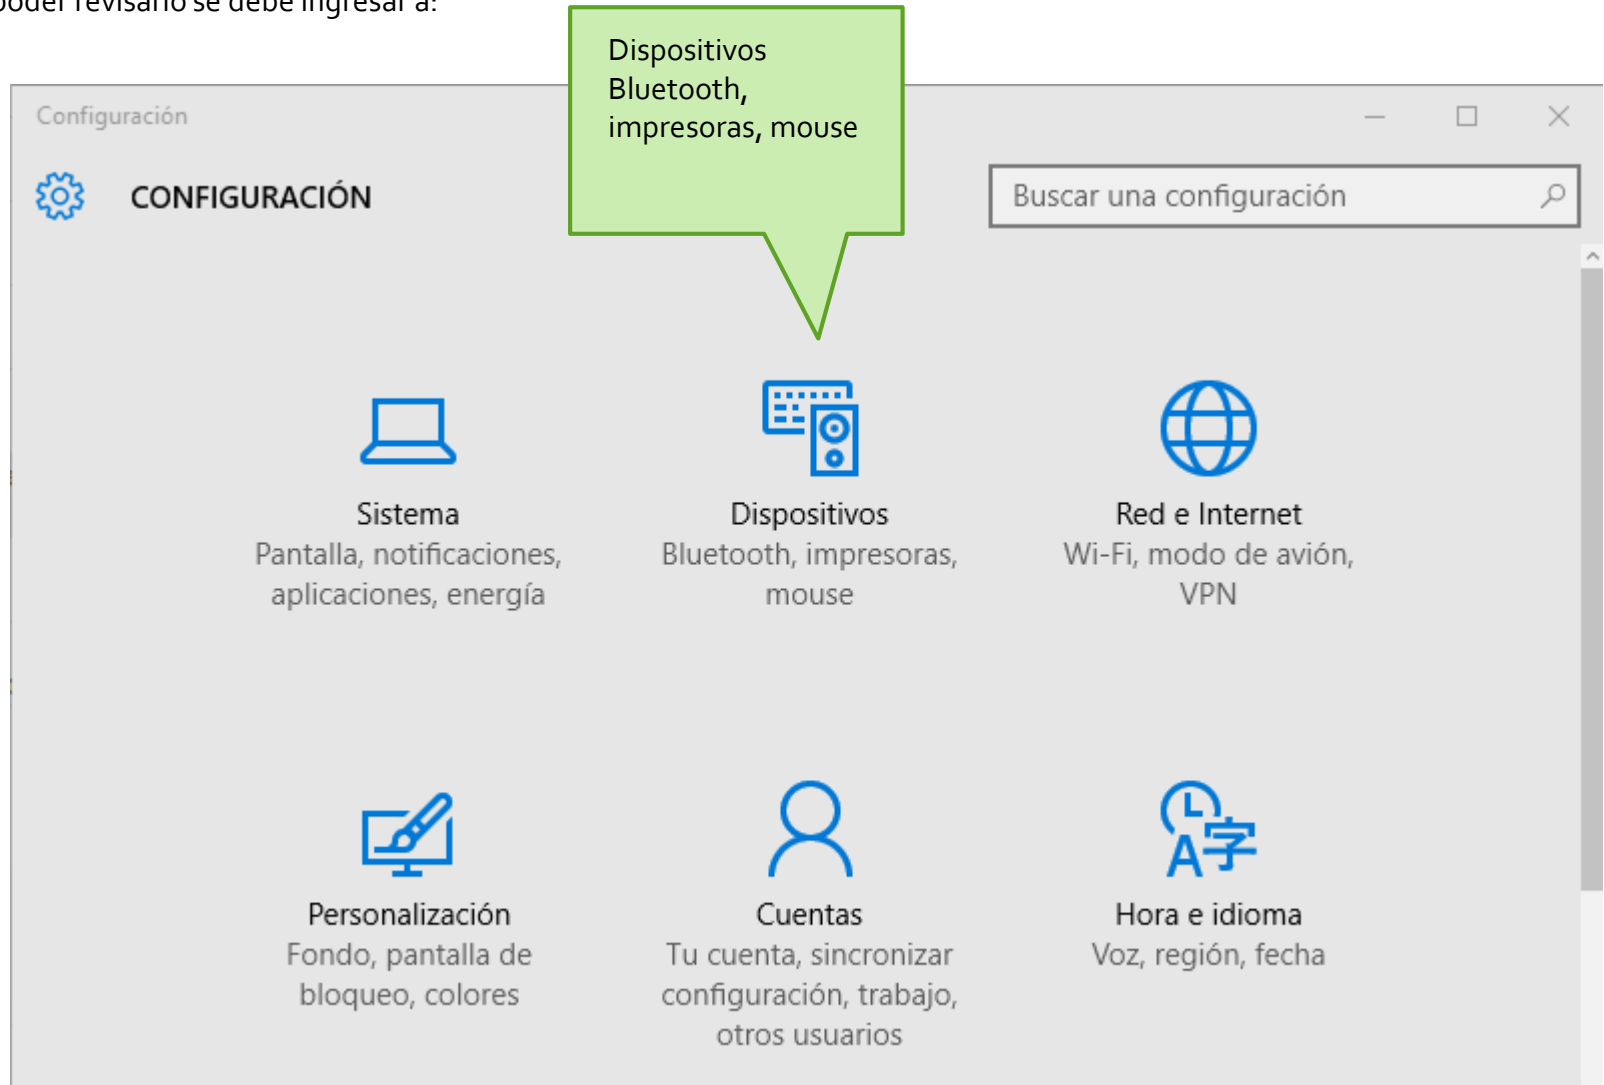 poder revisarlo se debe ingresar a:
Dispositivos
Bluetooth,
impresoras, mouse
Configuración
CONFIGURACIÓN
Buscar una configuración
Sistema
Pantalla, notificaciones,
aplicaciones, energía
Dispositivos
Bluetooth, impresoras,
mouse
Red e Internet
Wi-Fi, modo de avión,
VPN
Personalización
Fondo, pantalla de
bloqueo, colores
Cuentas
Tu cuenta, sincronizar
configuración, trabajo,
otros usuarios
Hora e idioma
Voz, región, fecha